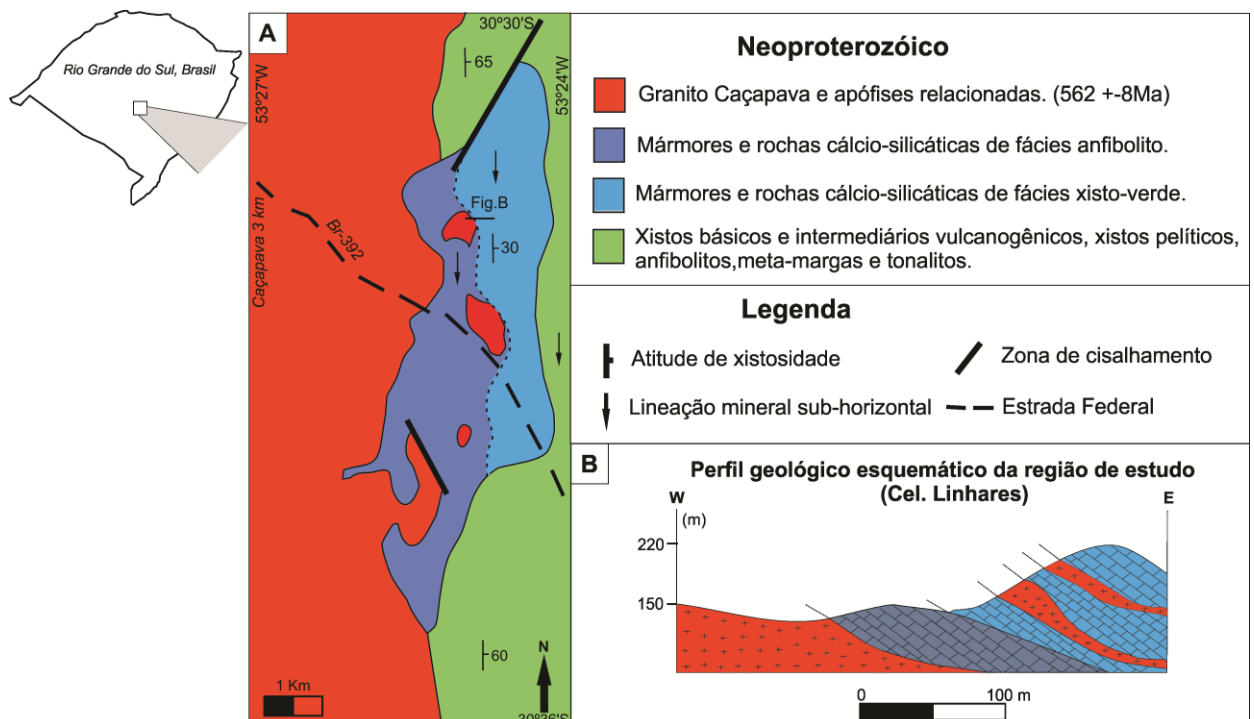 Rio Grande do Sul, Brasil
A
30º30'S
65
53º27'W
53º24'W
Fig.B
30
Br-392
Caçapava 3 km
60
N
1 Km
30º36'S
Neoproterozóico
Granito Caçapava e apófises relacionadas. (562 +-8Ma)
Mármores e rochas cálcio-silicáticas de fácies anfibolito.
Mármores e rochas cálcio-silicáticas de fácies xisto-verde.
Xistos básicos e intermediários vulcanogênicos, xistos pelíticos,
anfibolitos,meta-margas e tonalitos.
Legenda
Atitude de xistosidade
Zona de cisalhamento
Lineação mineral sub-horizontal
Estrada Federal
B
Perfil geológico esquemático da região de estudo
(Cel. Linhares)
W
E
(m)
220
150
0
100 m